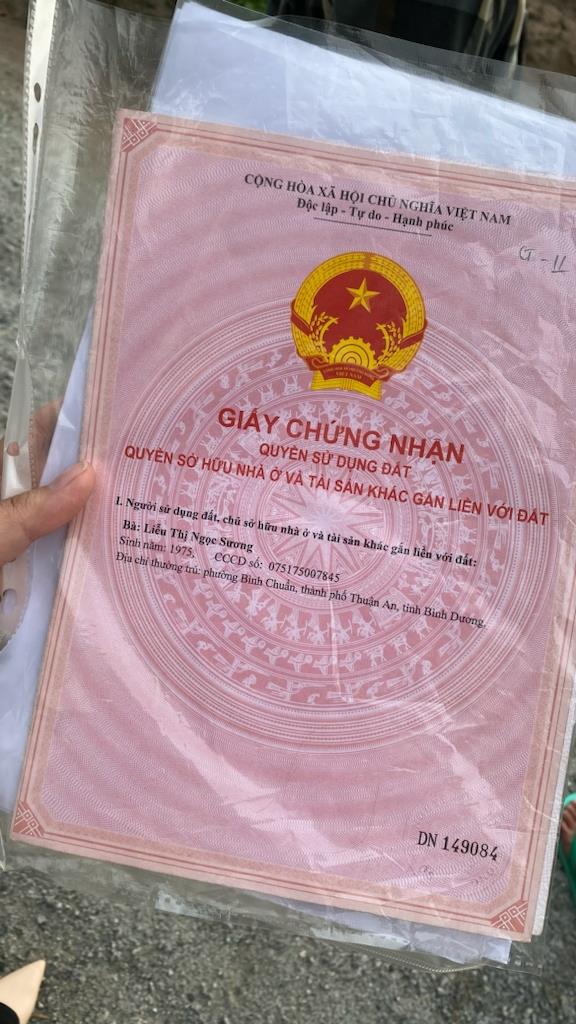 CỘNG HÒA XÃ HỘI CHỦ NGHĨA VIỆT NAM
Độc lập - Tự do - Hạnh phúc
G - 11
GIẤY CHỨNG NHẬN
QUYỀN SỬ DỤNG ĐẤT
QUYỀN SỞ HỮU NHÀ Ở VÀ TÀI SẢN KHÁC GẮN LIỀN VỚI ĐẤT
I. Người sử dụng đất, chủ sở hữu nhà ở và tài sản khác gắn liền với đất:
Bà: Liễu Thị Ngọc Sương
Sinh năm: 1975, CCCD số: 075175007845
Địa chỉ thường trú: phường Bình Chuẩn, thành phố Thuận An, tỉnh Bình Dương.
DN 149084